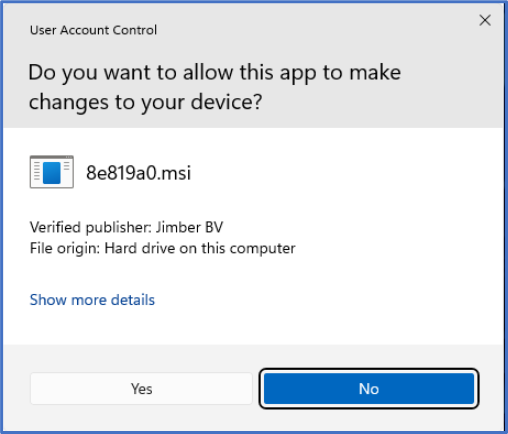 User Account Control
Do you want to allow this app to make
changes to your device?
8e819a0.msi
Verified publisher: Jimber BV
File origin: Hard drive on this computer
Show more details
Yes
No